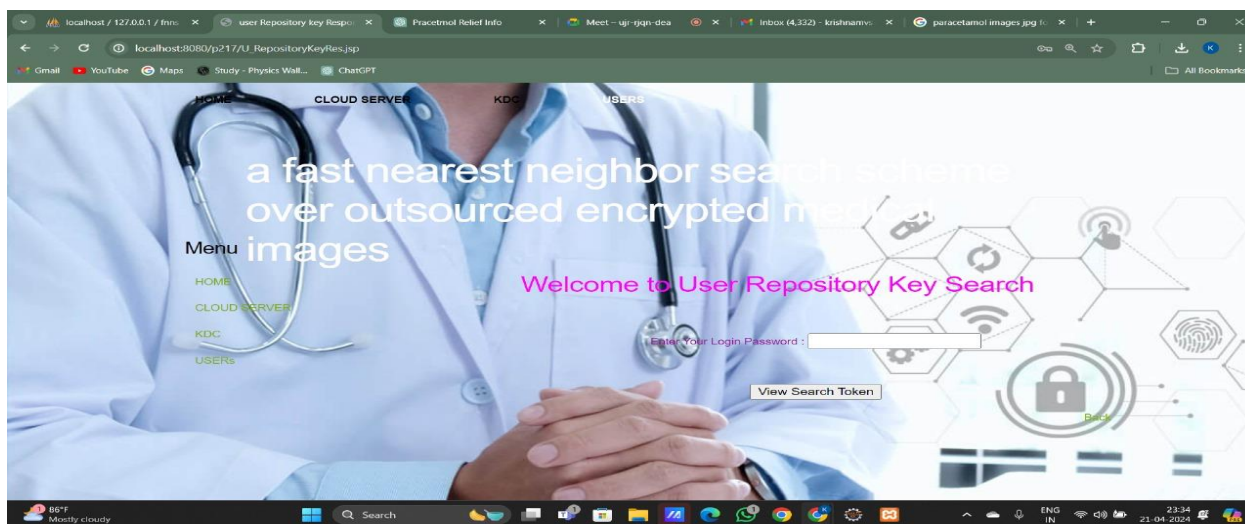 localhost / 127.0.0.1 / fnns
user Repository key Respo
Pracetmol Relief Info
Meet – ujr-rjqn-dea
Inbox (4,332) - krishnamvs
paracetamol images jpg fo
localhost:8080/p217/U_RepositoryKeyRes.jsp
K
Gmail YouTube Maps Study - Physics Wall... ChatGPT All Bookmarks
HOME CLOUD SERVER KDC USERS
a fast nearest neighbor search scheme
over outsourced encrypted medical
images
Menu
HOME
CLOUD SERVER
KDC
USERs
Welcome to User Repository Key Search
Enter Your Login Password :
View Search Token
Back
86°F
Mostly cloudy
Search
ENG
IN
23:34
21-04-2024